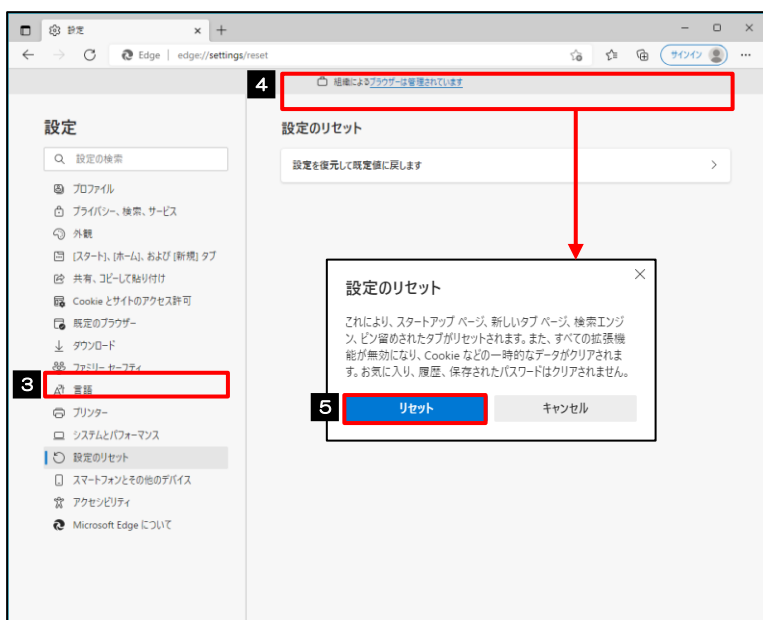 設定
Edge | edge://settings/reset
サインイン
4
組織によるブラウザーは管理されています
設定
設定の検索
プロファイル
プライバシー、検索、サービス
外観
[スタート]、[ホーム]、および [新規] タブ
共有、コピーして貼り付け
Cookie とサイトのアクセス許可
既定のブラウザー
ダウンロード
ファミリー セーフティ
3
言語
プリンター
システムとパフォーマンス
設定のリセット
スマートフォンとその他のデバイス
アクセシビリティ
Microsoft Edge について
設定のリセット
設定を復元して既定値に戻します
設定のリセット
これにより、スタートアップ ページ、新しいタブ ページ、検索エンジ
ン、ピン留めされたタブがリセットされます。また、すべての拡張機
能が無効になり、Cookie などの一時的なデータがクリアされま
す。お気に入り、履歴、保存されたパスワードはクリアされません。
5
リセット
キャンセル